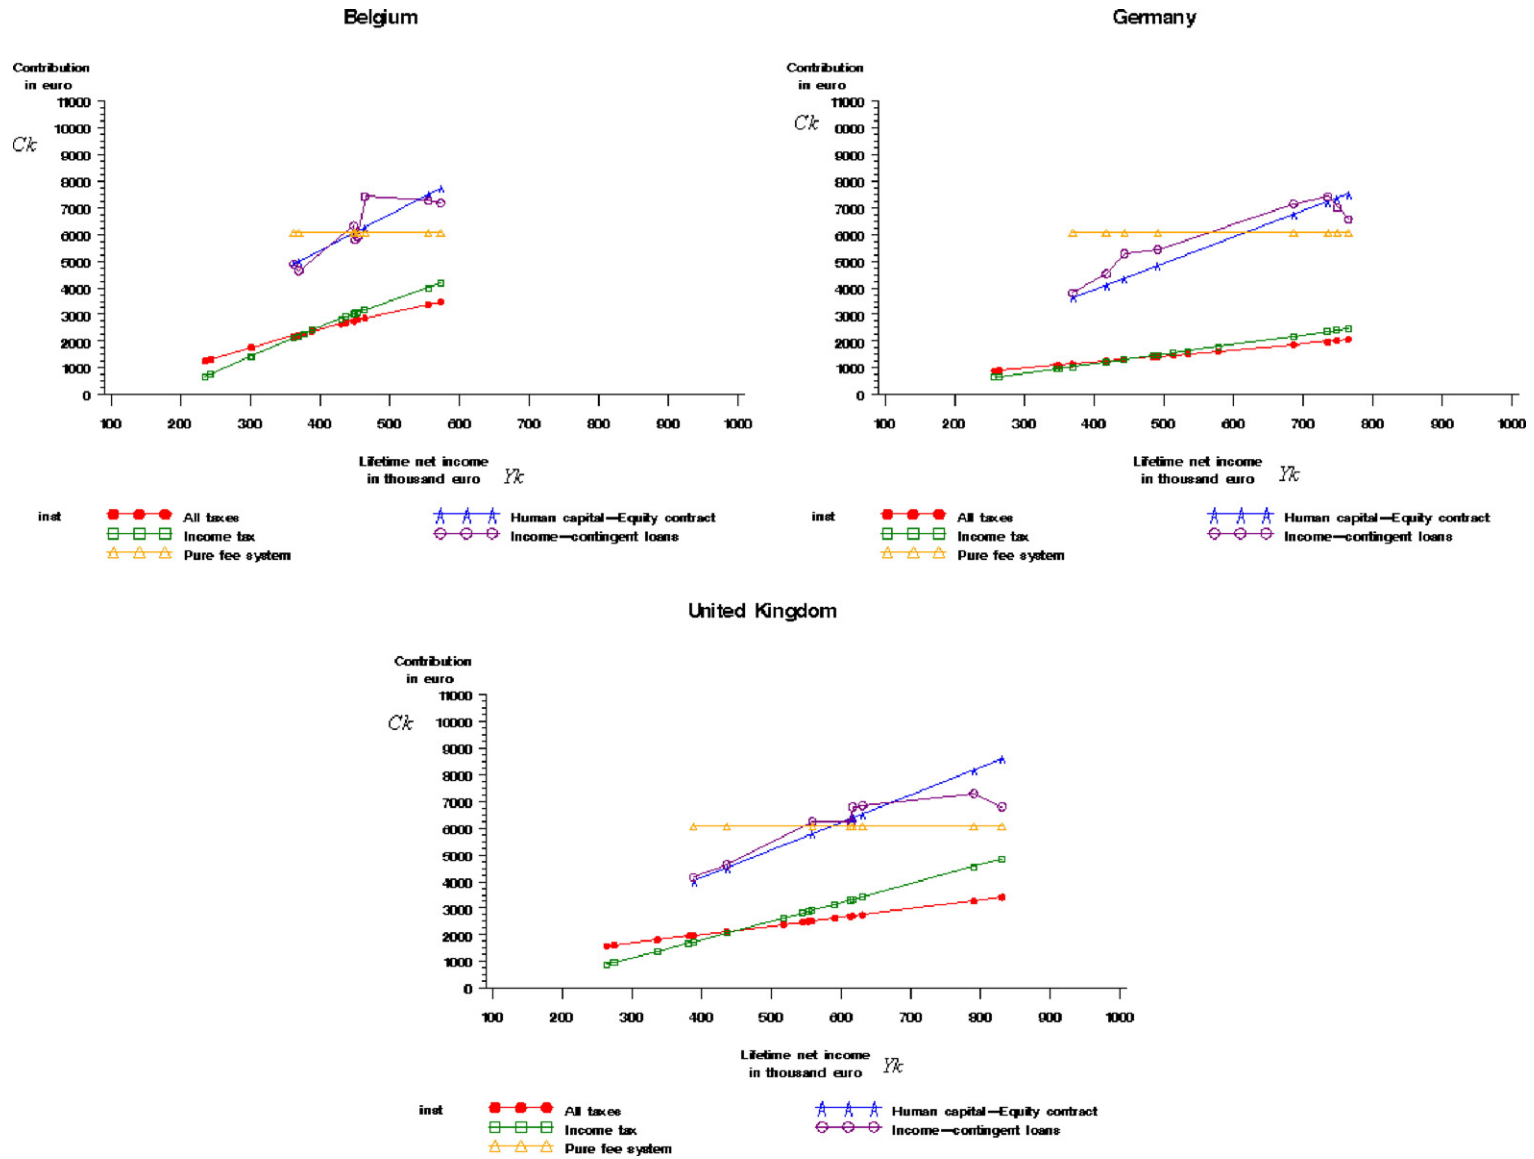 Belgium
Germany
Contribution
in euro
Ck
11000
10000
9000
8000
7000
6000
5000
4000
3000
2000
1000
0
100 200 300 400 500 600 700 800 900 1000
Lifetime net income
in thousand euro Yk
inst All taxes Human capital—Equity contract
Income tax Income—contingent loans
Pure fee system
Contribution
in euro
Ck
11000
0000
9000
8000
7000
6000
5000
4000
3000
2000
1000
0
100 200 300 400 500 600 700 800 900 1000
Lifetime net income
in thousand euro Yk
inst All taxes Human capital—Equity contract
Income tax Income—contingent loans
Pure fee system
United Kingdom
Contribution
in euro
Ck
11000
10000
9000
8000
7000
6000
5000
4000
3000
2000
1000
0
100 200 300 400 500 600 700 800 900 1000
Lifetime net income
in thousand euro Yk
inst All taxes Human capital—Equity contract
Income tax Income—contingent loans
Pure fee system